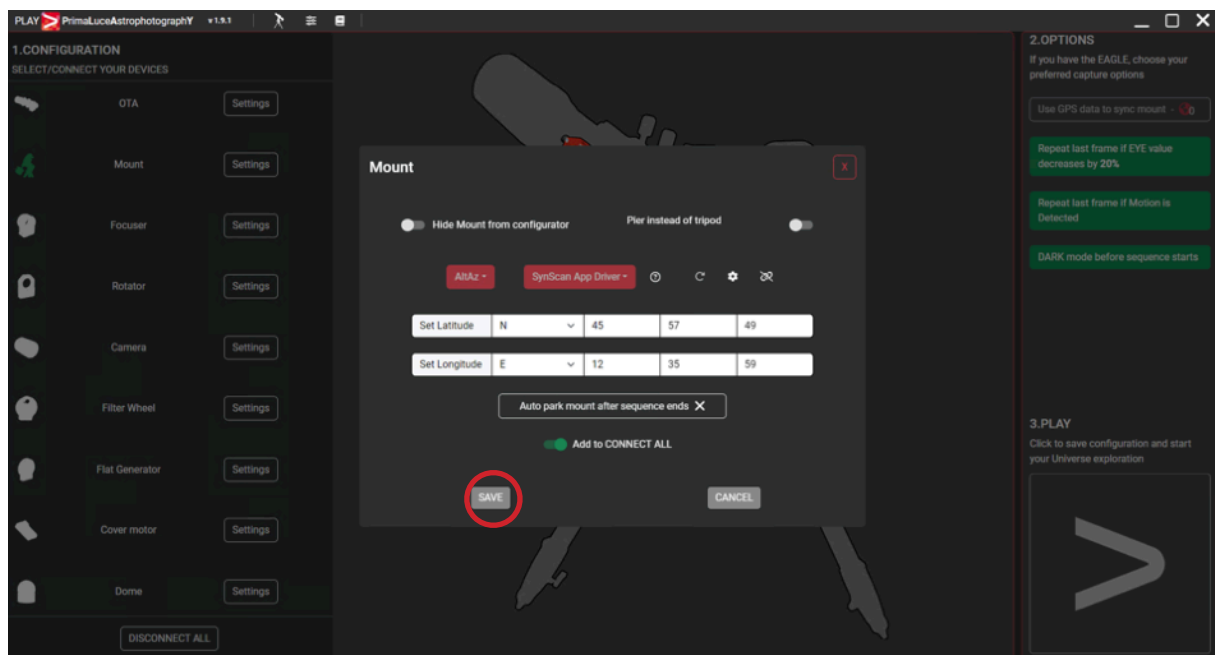 PLAY PrimaLuceAstrophotographY v 1.9.1
1.CONFIGURATION
SELECT/CONNECT YOUR DEVICES
OTA Settings
Mount Settings
Focuser Settings
Rotator Settings
Camera Settings
Filter Wheel Settings
Flat Generator Settings
Cover motor Settings
Dome Settings
DISCONNECT ALL
Mount
X
Hide Mount from configurator
Pier instead of tripod
AltAz
SynScan App Driver
Set Latitude N 45 57 49
Set Longitude E 12 35 59
Auto park mount after sequence ends X
Add to CONNECT ALL
SAVE
CANCEL
2.OPTIONS
If you have the EAGLE, choose your
preferred capture options
Use GPS data to sync mount - 0
Repeat last frame if EYE value
decreases by 20%
Repeat last frame if Motion is
Detected
DARK mode before sequence starts
3.PLAY
Click to save configuration and start
your Universe exploration